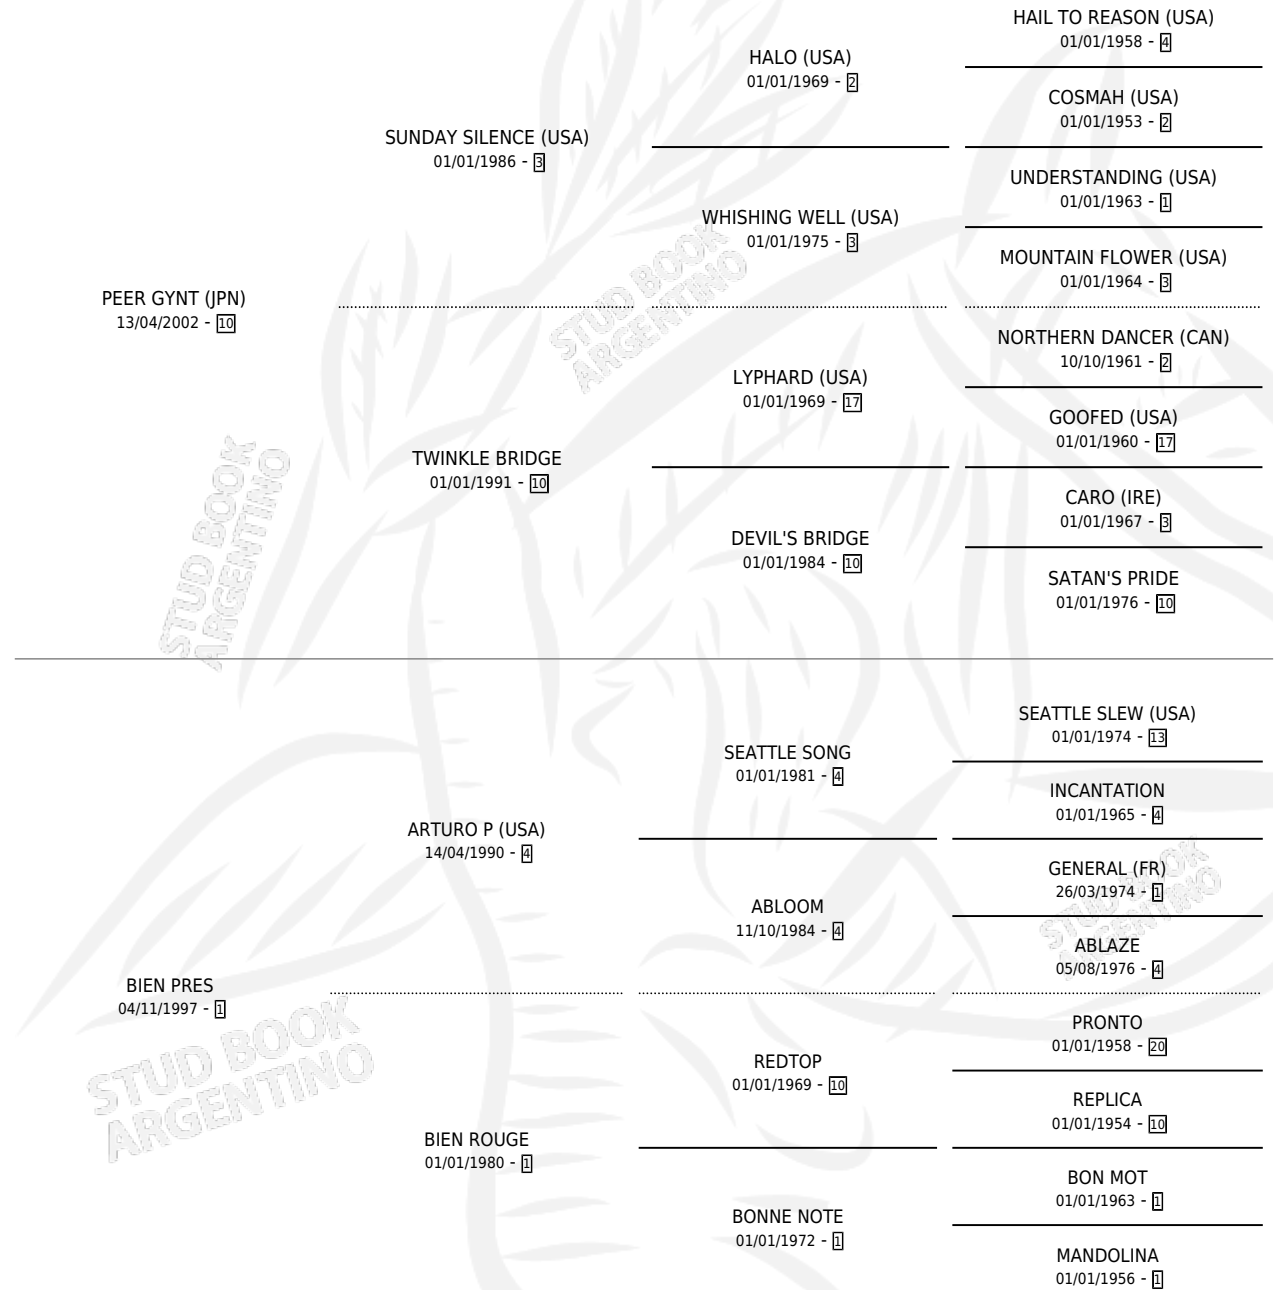 HAIL TO REASON (USA)
01/01/1958 - 4
HALO (USA)
01/01/1969 - 2
COSMAH (USA)
01/01/1953 - 2
SUNDAY SILENCE (USA)
01/01/1986 - 3
UNDERSTANDING (USA)
01/01/1963 - 1
WHISHING WELL (USA)
01/01/1975 - 3
MOUNTAIN FLOWER (USA)
01/01/1964 - 3
STUD BOOK
ARGENTINO
PEER GYNT (JPN)
13/04/2002 - 10
NORTHERN DANCER (CAN)
10/10/1961 - 2
LYPHARD (USA)
01/01/1969 - 17
GOOFED (USA)
01/01/1960 - 17
TWINKLE BRIDGE
01/01/1991 - 10
CARO (IRE)
01/01/1967 - 3
DEVIL'S BRIDGE
01/01/1984 - 10
SATAN'S PRIDE
01/01/1976 - 10
STUD BOOK
ARGENTINO
SEATTLE SLEW (USA)
01/01/1974 - 13
SEATTLE SONG
01/01/1981 - 4
INCANTATION
01/01/1965 - 4
ARTURO P (USA)
14/04/1990 - 4
GENERAL (FR)
26/03/1974 - 1
ABLOOM
11/10/1984 - 4
ABLAZE
05/08/1976 - 4
STUD BOOK
ARGENTINO
BIEN PRES
04/11/1997 - 1
PRONTO
01/01/1958 - 20
REDTOP
01/01/1969 - 10
REPLICA
01/01/1954 - 10
STUD BOOK
ARGENTINO
BIEN ROUGE
01/01/1980 - 1
BON MOT
01/01/1963 - 1
BONNE NOTE
01/01/1972 - 1
MANDOLINA
01/01/1956 - 1